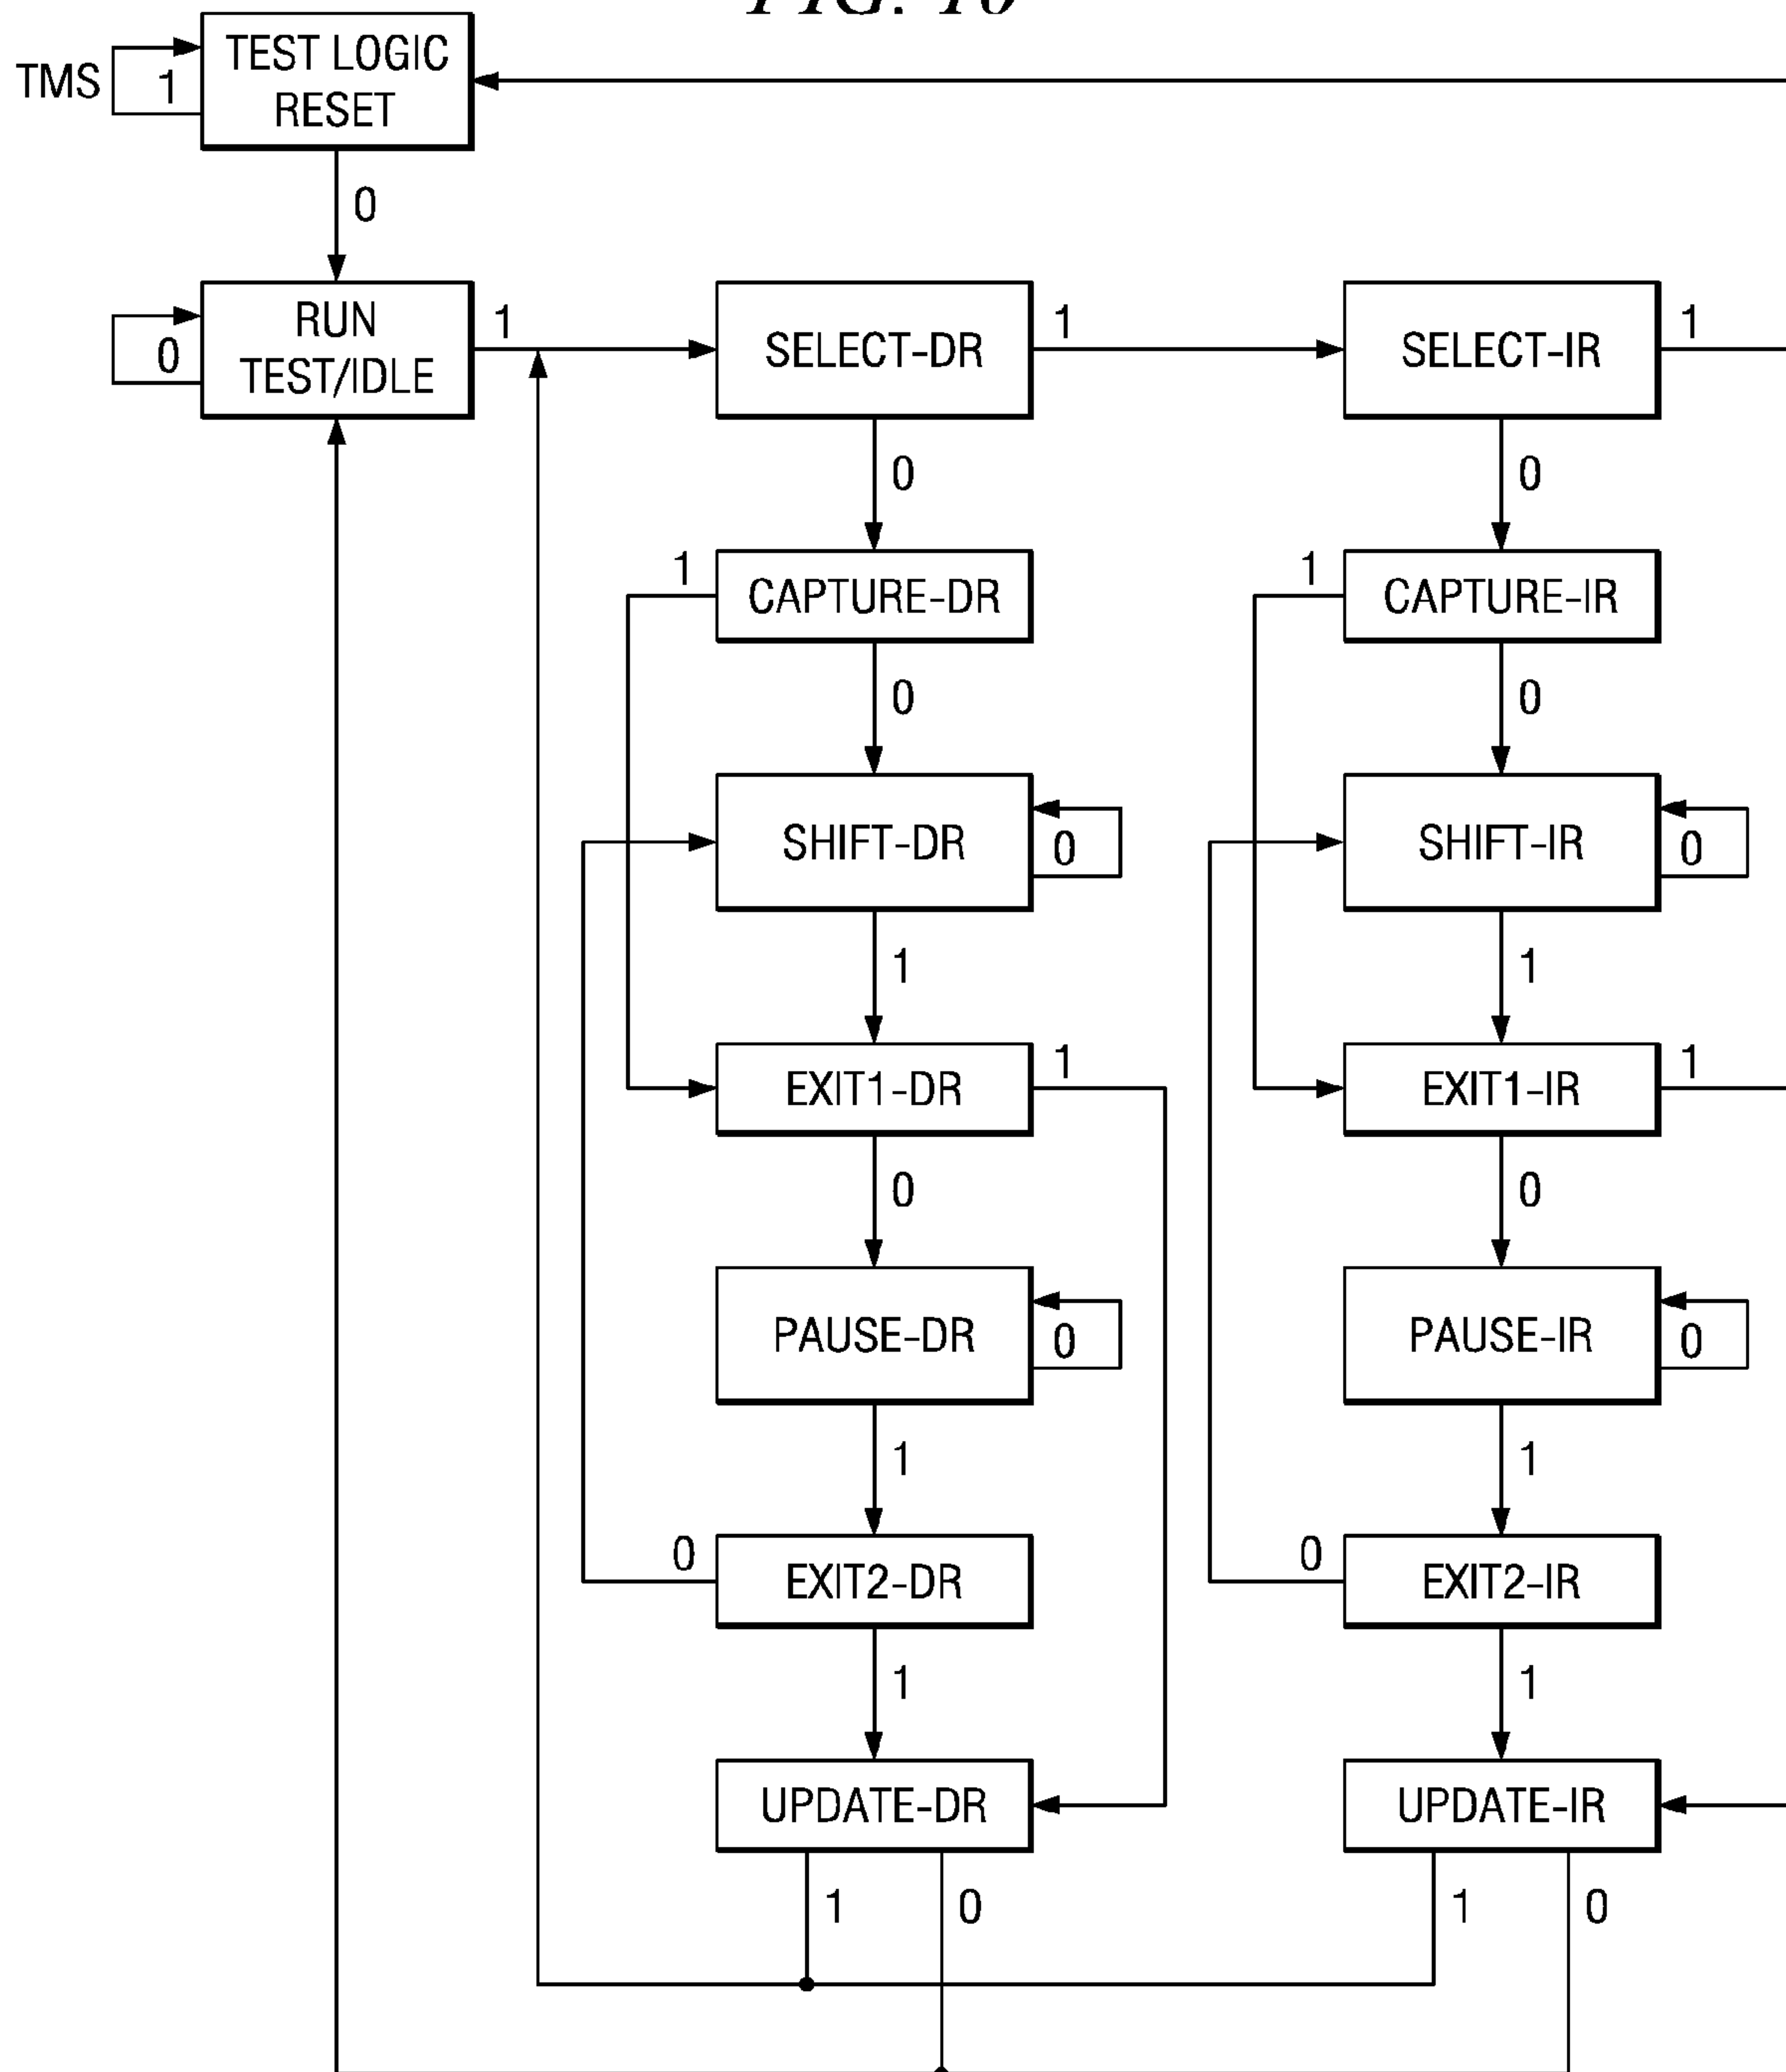 FIG. 10
TEST LOGIC
RESET
TMS
1
0
RUN
TEST/IDLE
0
1
SELECT-DR
1
SELECT-IR
1
0
0
1
CAPTURE-DR
1
CAPTURE-IR
0
0
SHIFT-DR
0
SHIFT-IR
0
1
1
EXIT1-DR
1
EXIT1-IR
1
0
0
PAUSE-DR
0
PAUSE-IR
0
1
1
0
EXIT2-DR
0
EXIT2-IR
1
1
UPDATE-DR
UPDATE-IR
1
0
1
0